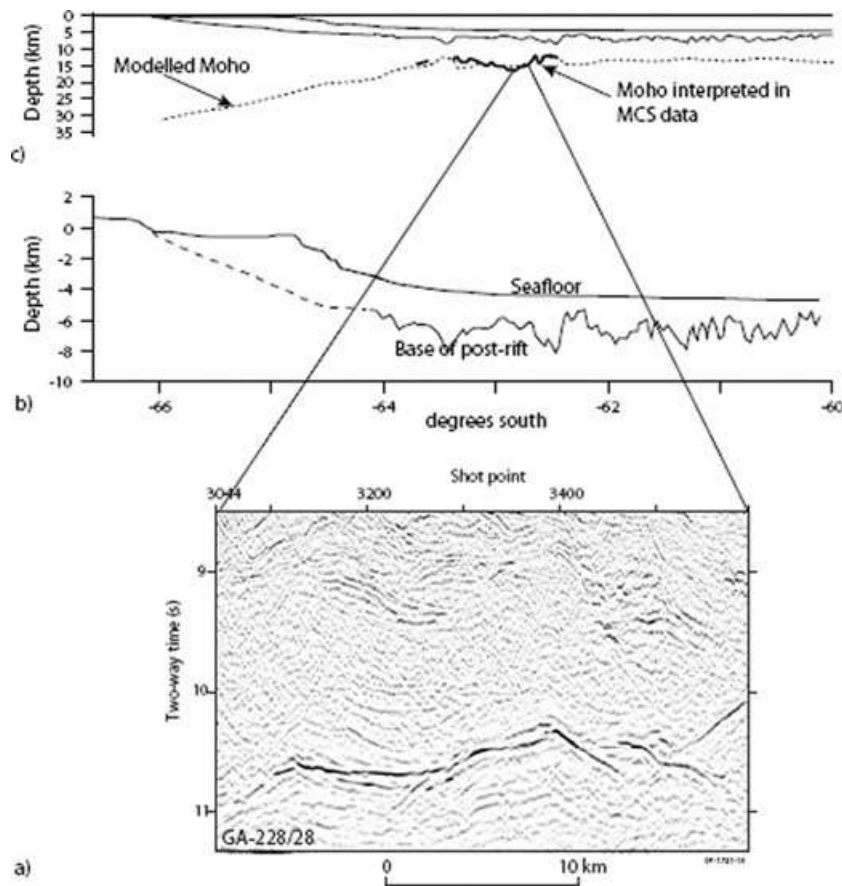 0
5
10
15
20
25
30
35
Depth (km)
Modelled Moho
Moho interpreted in
MCS data
c)
2
0
-2
-4
-6
-8
-10
Depth (km)
Seafloor
Base of post-rift
b)
-66
-64
-62
-60
degrees south
Shot point
3044
3200
3400
9
10
11
Two-way time (s)
GA-228/28
a)
0
10 km